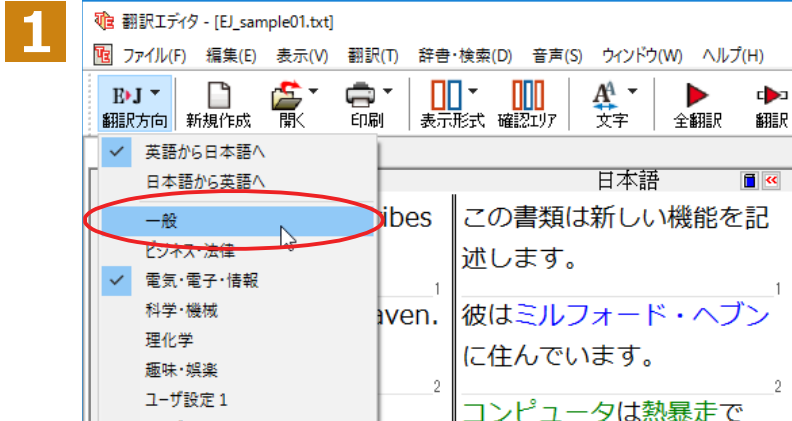 1
翻訳エディタ - [EJ_sample01.txt]
ファイル(F) 編集(E) 表示(V) 翻訳(T) 辞書・検索(D) 音声(S) ウィンドウ(W) ヘルプ(H)
E▸J
翻訳方向 新規作成 開く 印刷 表示形式 確認エリア 文字 全翻訳 翻訳
英語から日本語へ
日本語から英語へ
日本語
一般
ibes
この書類は新しい機能を記
ビジネス・法律
述します。
電気・電子・情報
1
1
科学・機械
aven.
彼はミルフォード・ヘブン
理化学
に住んでいます。
趣味・娯楽
2
2
ユーザ設定 1
コンピュータは熱暴走で